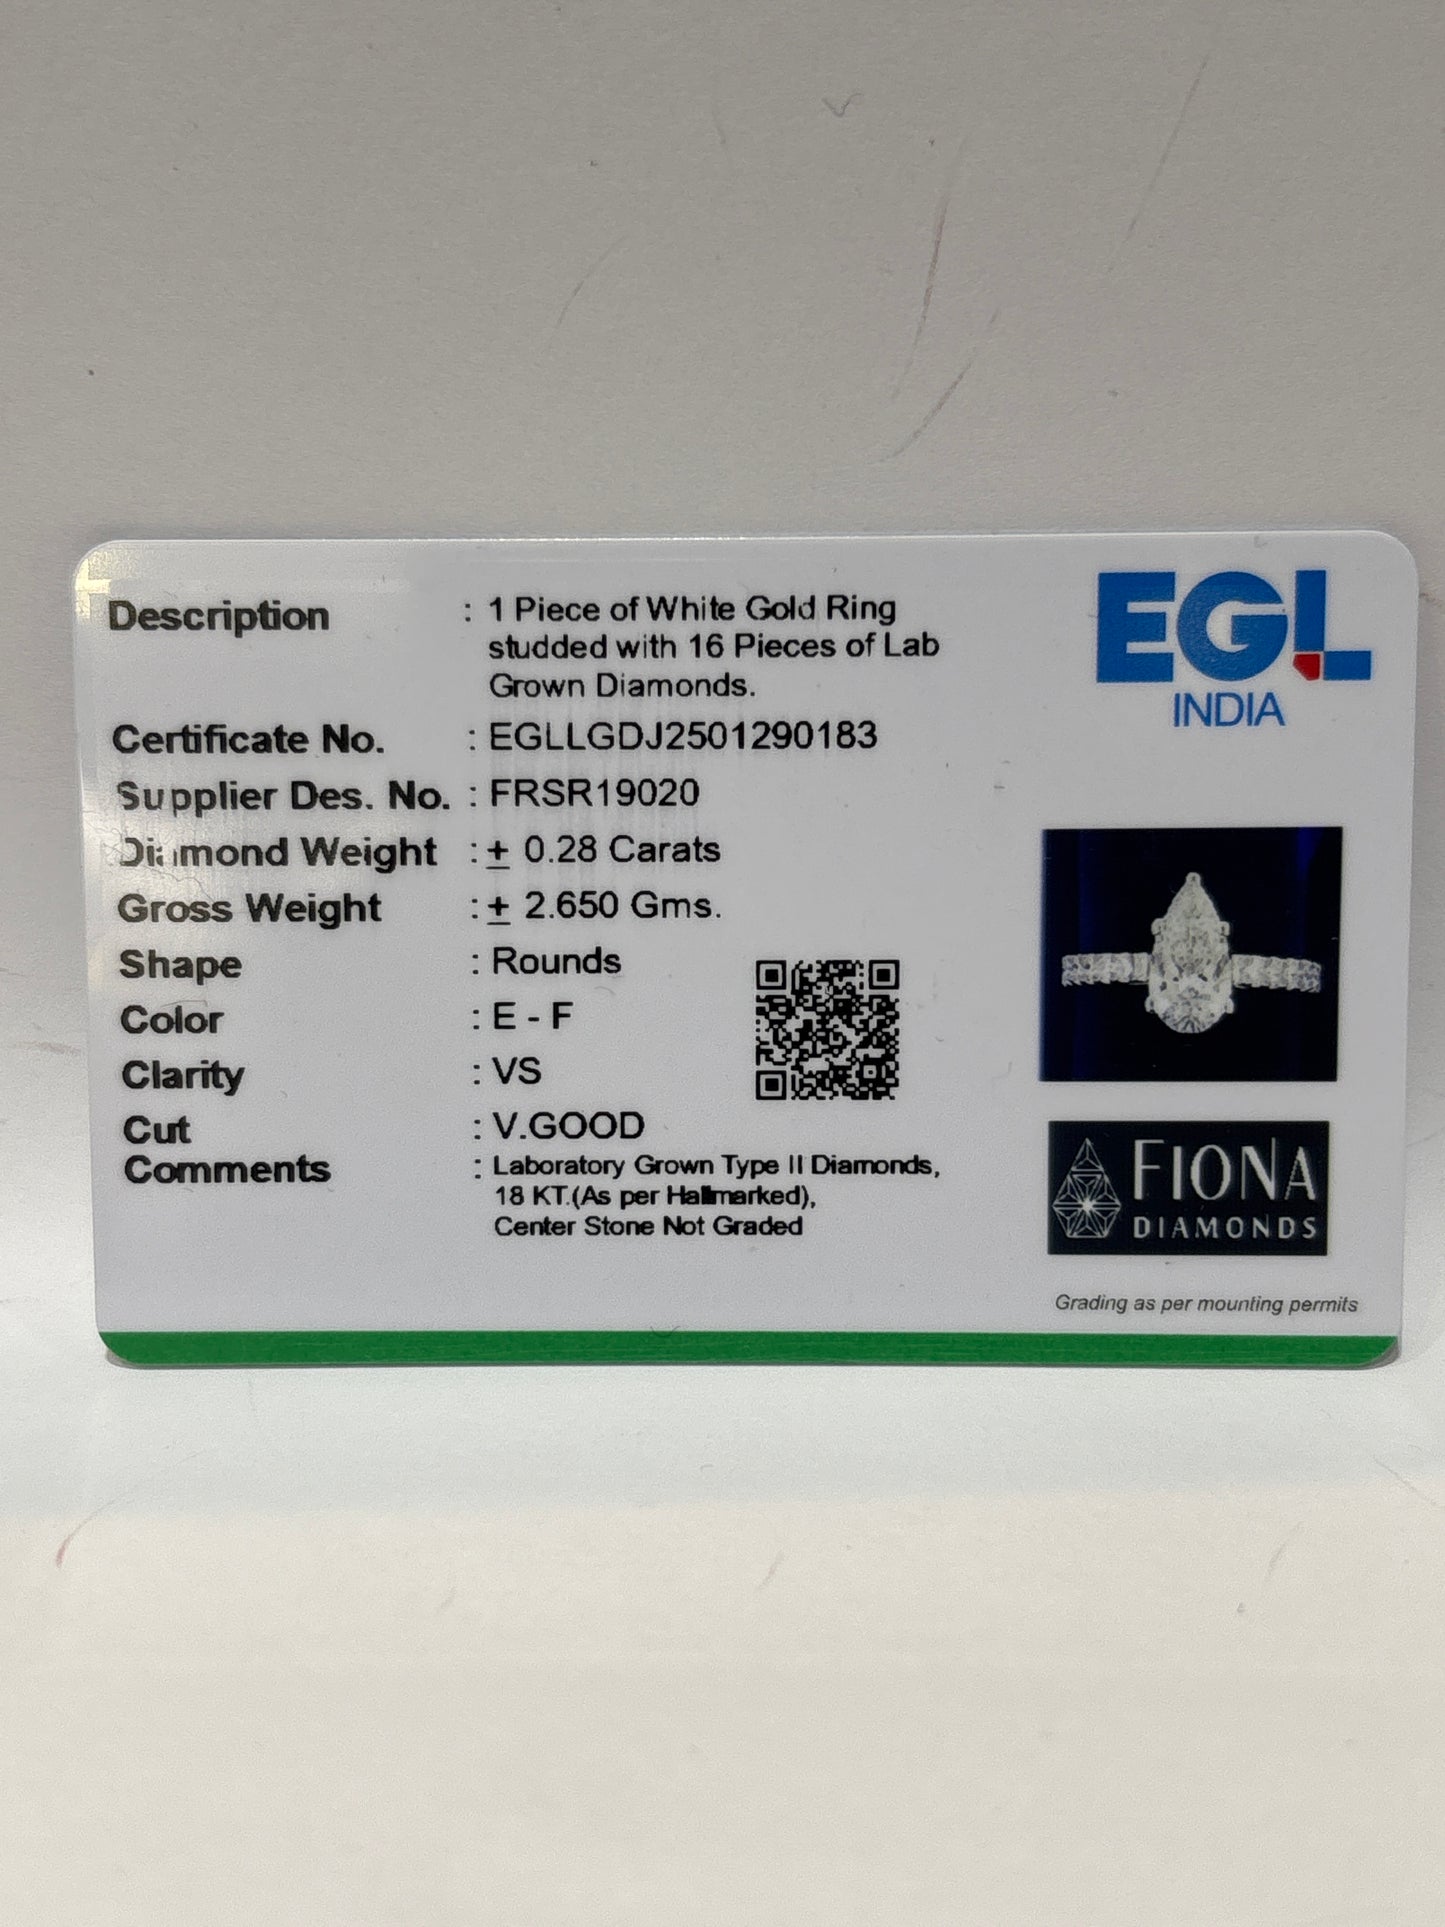 EGL
INDIA
Description : 1 Piece of White Gold Ring
studded with 16 Pieces of Lab
Grown Diamonds.
Certificate No. : EGLLGDJ2501290183
Supplier Des. No. : FRSR19020
Diamond Weight : ± 0.28 Carats
Gross Weight : ± 2.650 Gms.
Shape : Rounds
Color : E - F
Clarity : VS
Cut : V.GOOD
Comments : Laboratory Grown Type II Diamonds,
18 KT.(As per Hallmarked),
Center Stone Not Graded
FIONA
DIAMONDS
Grading as per mounting permits